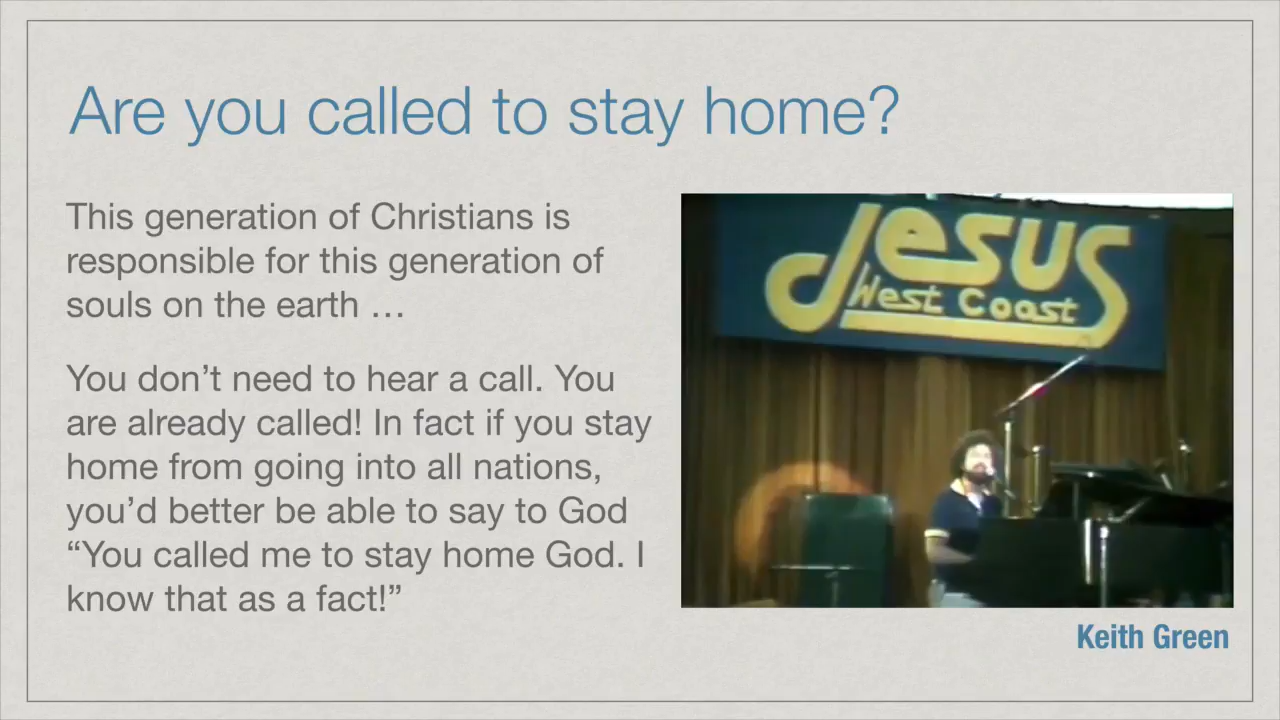 Are you called to stay home?
This generation of Christians is
responsible for this generation of
souls on the earth …
You don’t need to hear a call. You
are already called! In fact if you stay
home from going into all nations,
you’d better be able to say to God
“You called me to stay home God. I
know that as a fact!”
Jesus
West Coast
Keith Green